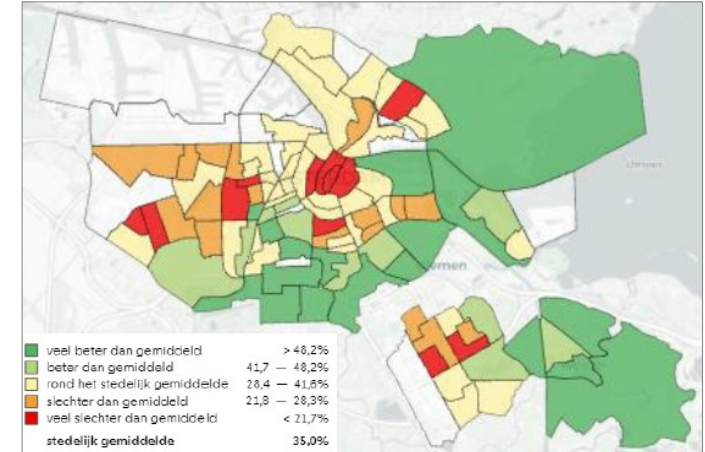 IJmeer
emen
veel beter dan gemiddeld > 48,2%
beter dan gemiddeld 41,7 — 48,2%
rond het stedelijk gemiddelde 28,4 — 41,6%
slechter dan gemiddeld 21,8 — 28,3%
veel slechter dan gemiddeld < 21,7%
stedelijk gemiddelde 35,0%